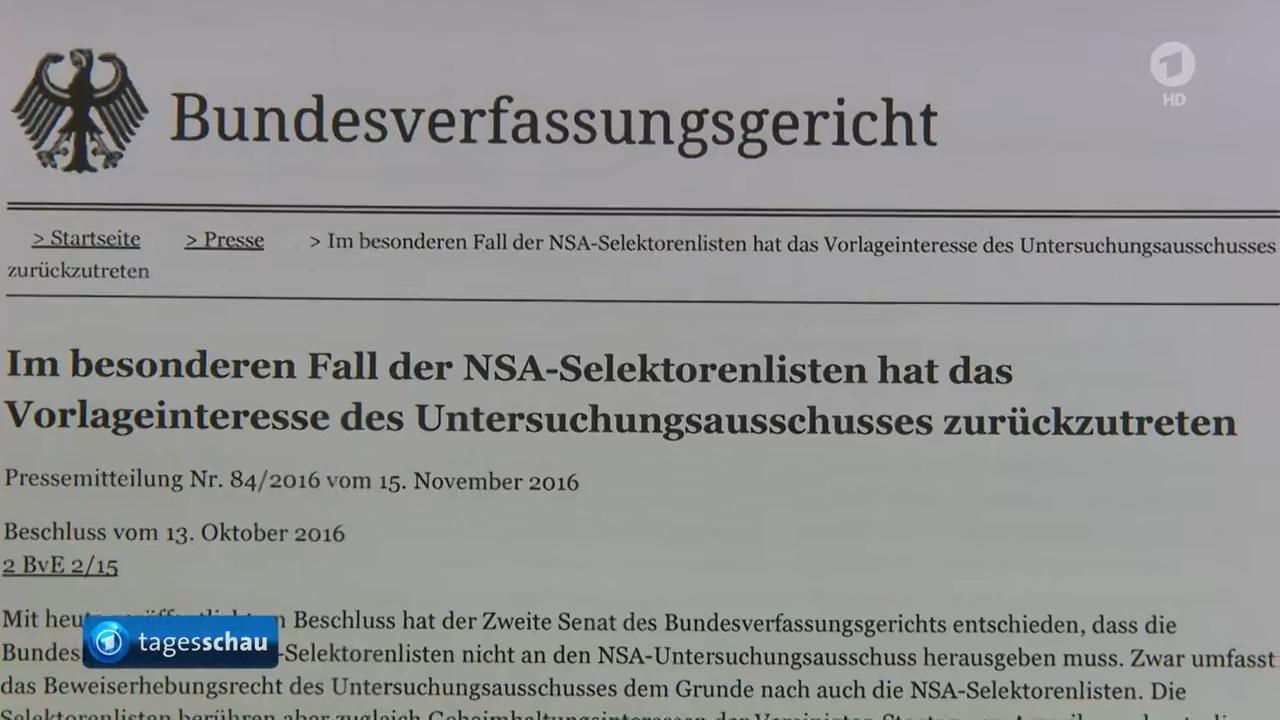 Bundesverfassungsgericht
HD
> Startseite > Presse > Im besonderen Fall der NSA-Selektorenlisten hat das Vorlageinteresse des Untersuchungsausschusses
zurückzutreten
Im besonderen Fall der NSA-Selektorenlisten hat das
Vorlageinteresse des Untersuchungsausschusses zurückzutreten
Pressemitteilung Nr. 84/2016 vom 15. November 2016
Beschluss vom 13. Oktober 2016
2 BvE 2/15
Mit Beschluss hat der Zweite Senat des Bundesverfassungsgerichts entschieden, dass die
-Selektorenlisten nicht an den NSA-Untersuchungsausschuss herausgeben muss. Zwar umfasst
tagesschau
das Beweiserhebungsrecht des Untersuchungsausschusses dem Grunde nach auch die NSA-Selektorenlisten. Die
Selektorenlisten berühren aber zugleich